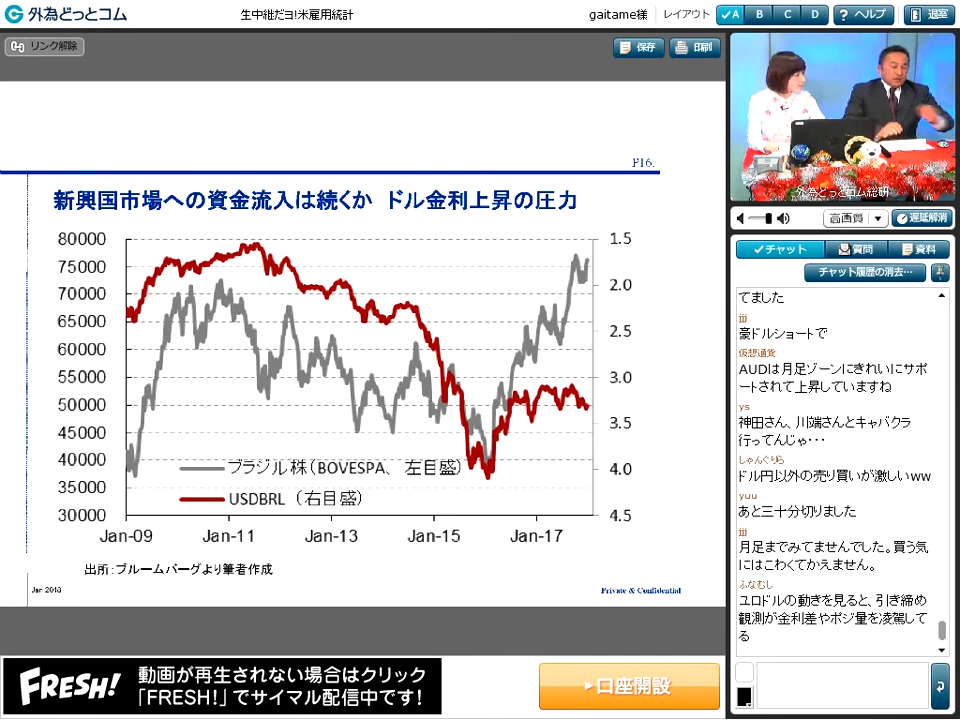 外為どっとコム
生中継だヨ!米雇用統計
gaitame様
レイアウト
A
B
C
D
? ヘルプ
退室
リンク解除
保存
印刷
P16.
新興国市場への資金流入は続くか ドル金利上昇の圧力
80000
75000
70000
65000
60000
55000
50000
45000
40000
35000
30000
1.5
2.0
2.5
3.0
3.5
4.0
4.5
ブラジル株(BOVESPA、 左目盛)
USDBRL (右目盛)
Jan-09
Jan-11
Jan-13
Jan-15
Jan-17
出所:ブルームバーグより筆者作成
Jan 2018
Private & Confidential
外為どっとコム総研
高画質
遅延解消
チャット
質問
資料
チャット履歴の消去…
てました
jjj
豪ドルショートで
仮想通貨
AUDは月足ゾーンにきれいにサポ
ートされて上昇していますね
ys
神田さん、川端さんとキャバクラ
行ってんじゃ・・・
しゃんぐりら
ドル円以外の売り買いが激しいww
yuu
あと三十分切りました
jjj
月足までみてませんでした。買う気
にはこわくてかえません。
ふなむし
ユロドルの動きを見ると、引き締め
観測が金利差やポジ量を凌駕して
る
FRESH!
動画が再生されない場合はクリック
「FRESH!」でサイマル配信中です!
口座開設